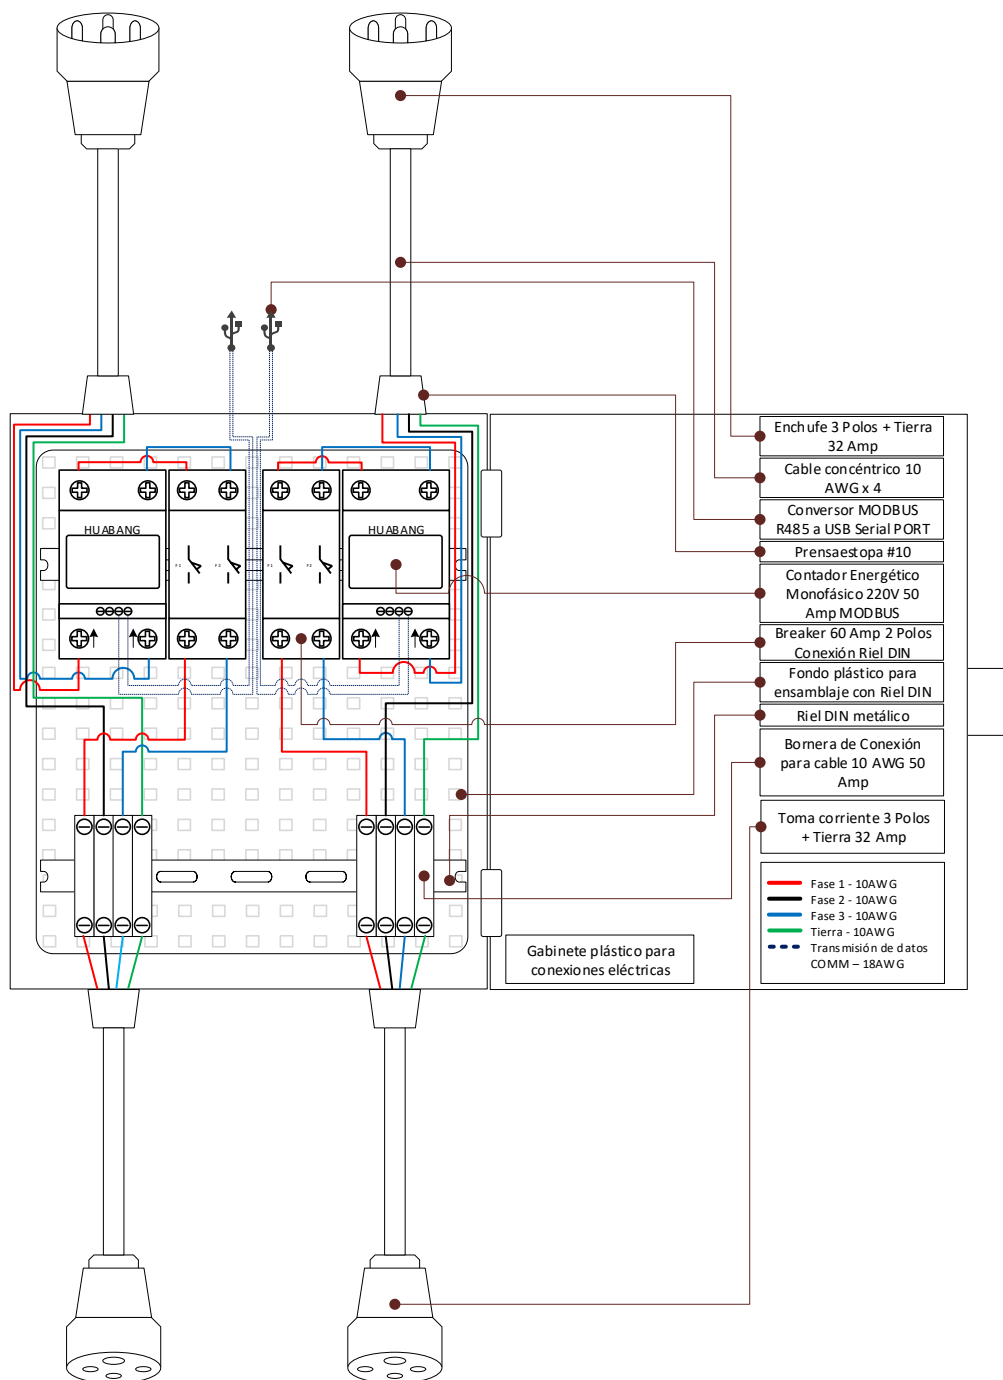 HUABANG
HUABANG
F1
F3
F1
F3
Enchufe 3 Polos + Tierra
32 Amp
Cable concéntrico 10
AWG x 4
Conversor MODBUS
R485 a USB Serial PORT
Prensaestopa #10
Contador Energético
Monofásico 220V 50
Amp MODBUS
Breaker 60 Amp 2 Polos
Conexión Riel DIN
Fondo plástico para
ensamblaje con Riel DIN
Riel DIN metálico
Bornera de Conexión
para cable 10 AWG 50
Amp
Toma corriente 3 Polos
+ Tierra 32 Amp
Fase 1 - 10AWG
Fase 2 - 10AWG
Fase 3 - 10AWG
Tierra - 10AWG
Transmisión de datos
COMM – 18AWG
Gabinete plástico para
conexiones eléctricas